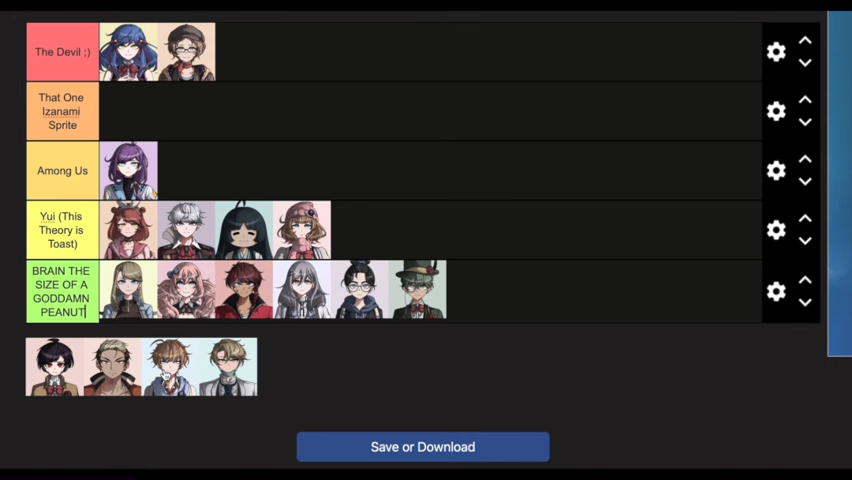 The Devil ;)
That One
Izanami
Sprite
Among Us
Yui (This
Theory is
Toast)
BRAIN THE
SIZE OF A
GODDAMN
PEANUT
Save or Download